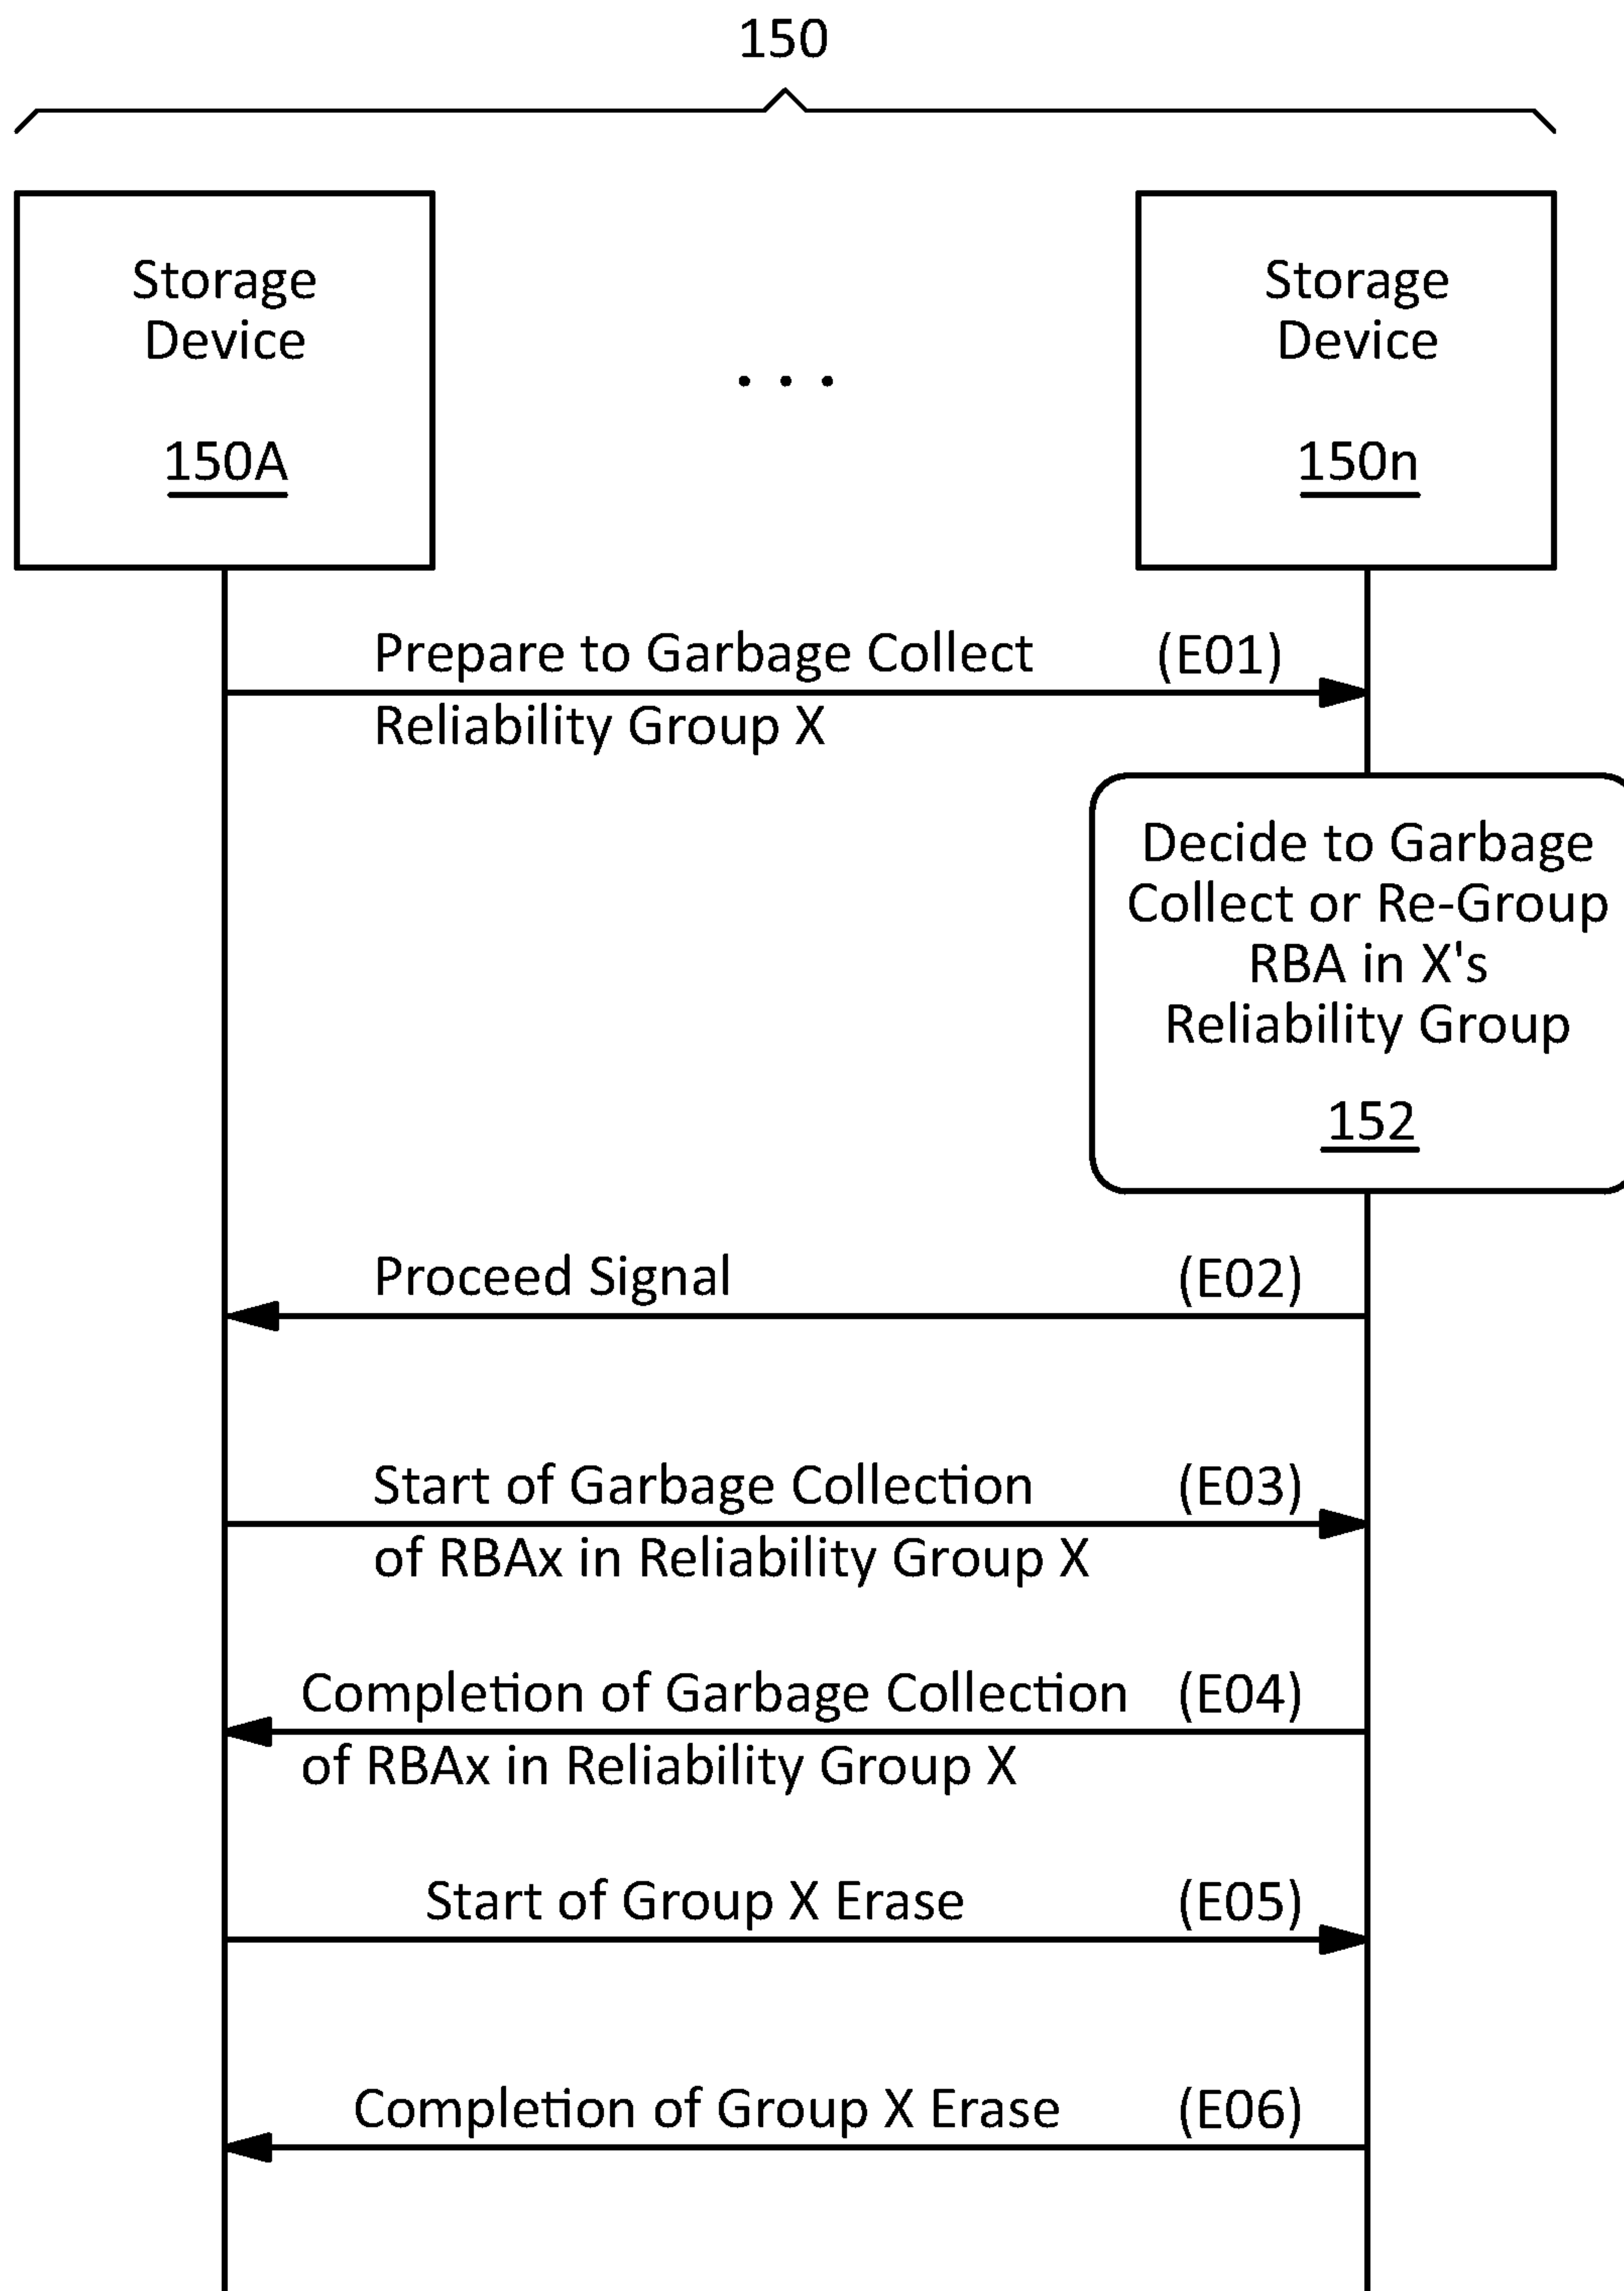 150
Storage
Device
150A
. . .
Storage
Device
150n
Prepare to Garbage Collect (E01)
Reliability Group X
Decide to Garbage
Collect or Re-Group
RBA in X's
Reliability Group
152
Proceed Signal (E02)
Start of Garbage Collection (E03)
of RBAx in Reliability Group X
Completion of Garbage Collection (E04)
of RBAx in Reliability Group X
Start of Group X Erase (E05)
Completion of Group X Erase (E06)